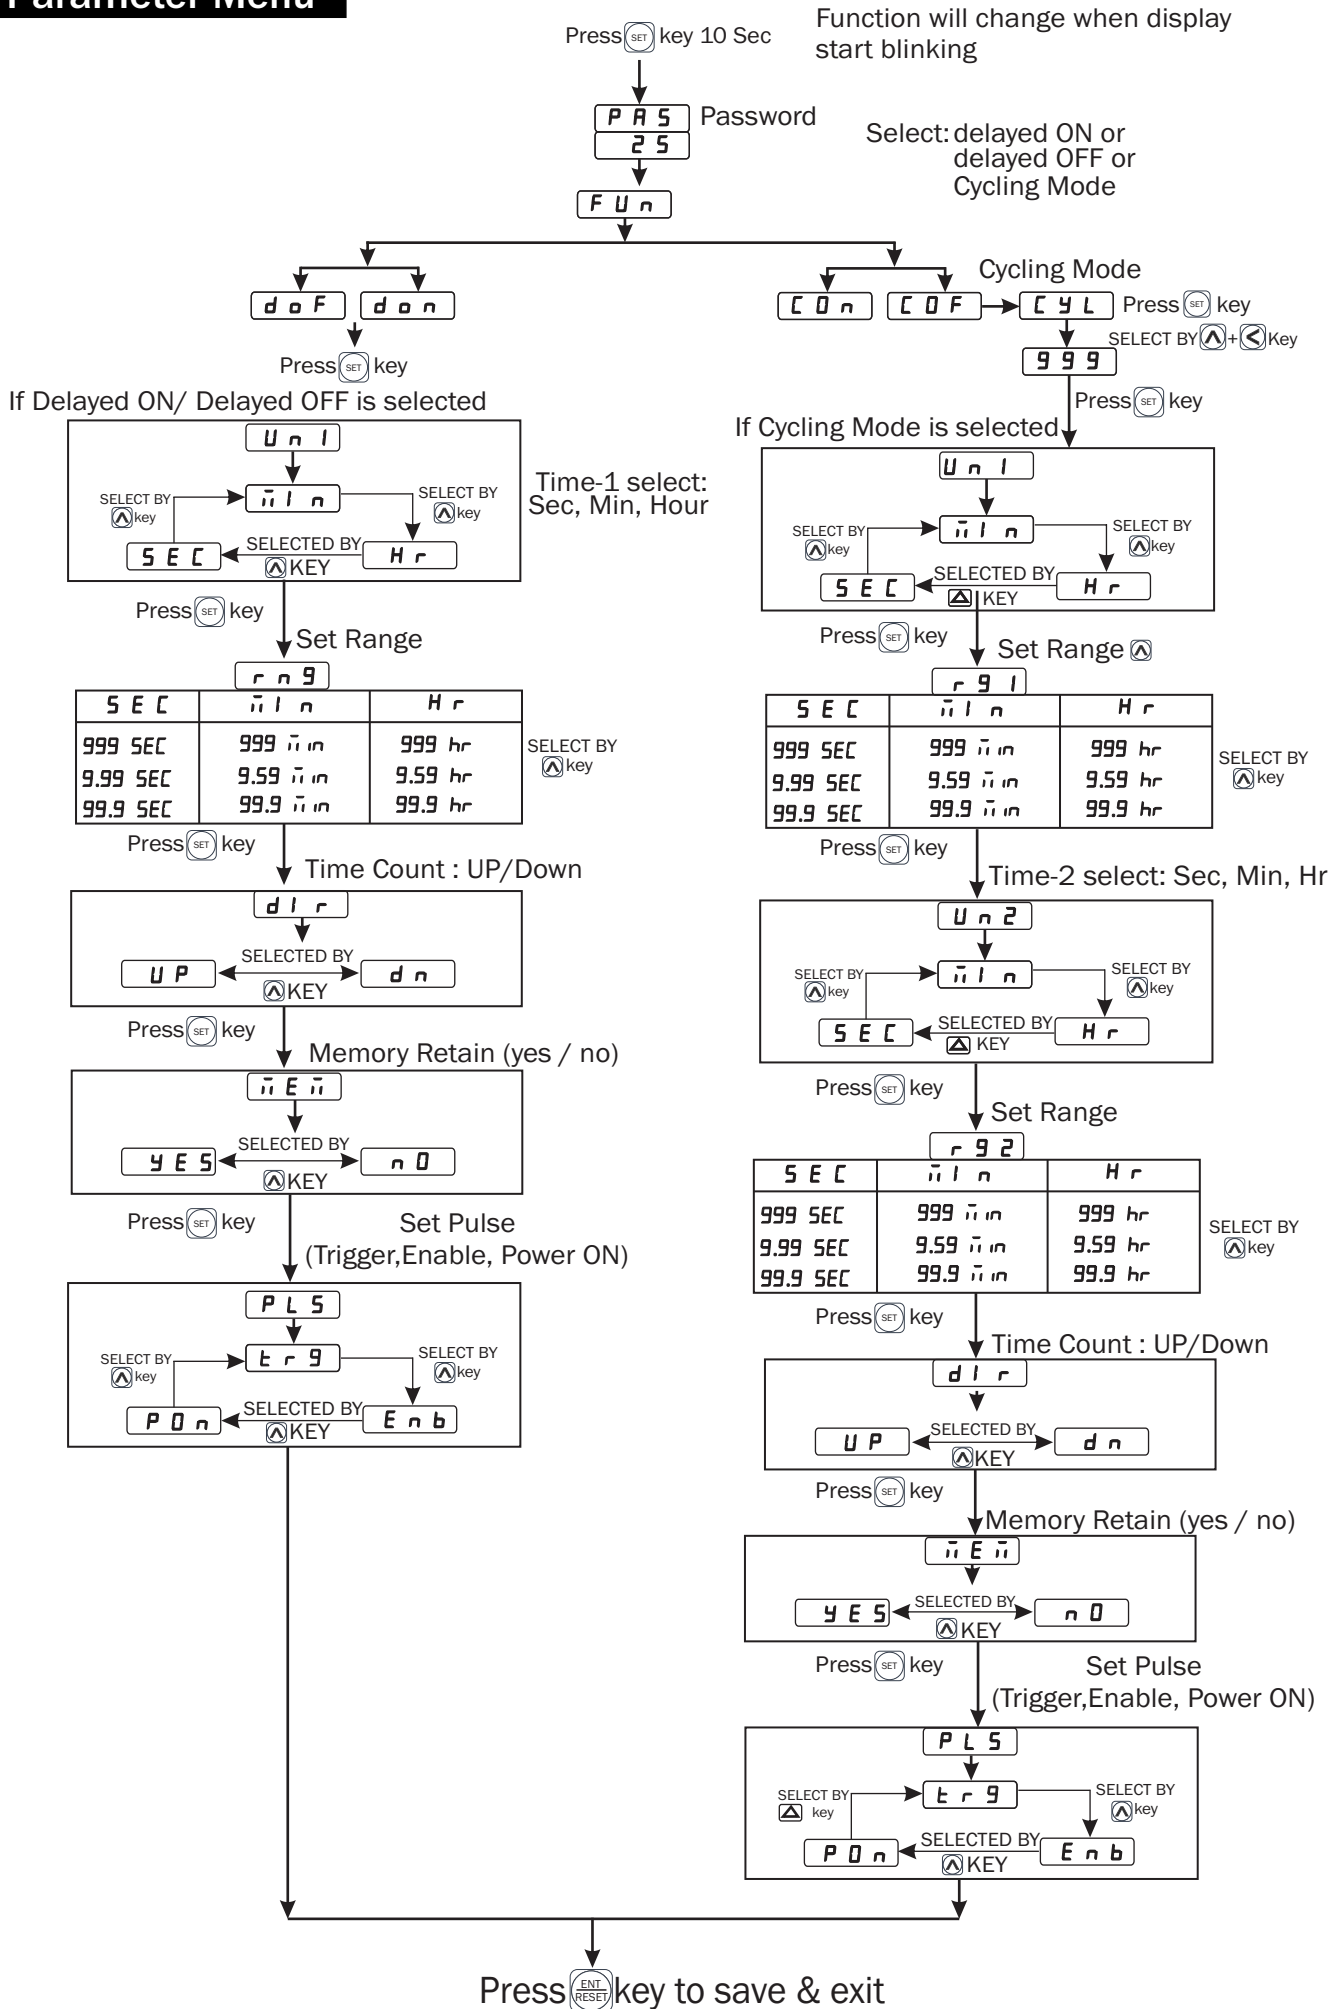 Parameter Menu
Function will change when display
start blinking
Press SET key 10 Sec
PAS Password
25
Select: delayed ON or
delayed OFF or
Cycling Mode
FUn
doF don
Press SET key
Cycling Mode
COn COF CYL Press SET key
SELECT BY + Key
999
Press SET key
If Delayed ON/ Delayed OFF is selected
Un1
Time-1 select:
Sec, Min, Hour
SELECT BY
key
min
SELECT BY
key
SEC
SELECTED BY
KEY
Hr
Press SET key
Set Range
rn9
SEC min Hr
999 SEC 999 min 999 hr
9.99 SEC 9.59 min 9.59 hr
99.9 SEC 99.9 min 99.9 hr
SELECT BY
key
Press SET key
Time Count : UP/Down
dIr
UP
SELECTED BY
KEY
dn
Press SET key
Memory Retain (yes / no)
mEm
YES
SELECTED BY
KEY
nO
Press SET key
Set Pulse
(Trigger,Enable, Power ON)
PLS
SELECT BY
key
tr9
SELECT BY
key
POn
SELECTED BY
KEY
Enb
If Cycling Mode is selected
Un1
SELECT BY
key
min
SELECT BY
key
SEC
SELECTED BY
KEY
Hr
Press SET key
Set Range
r91
SEC min Hr
999 SEC 999 min 999 hr
9.99 SEC 9.59 min 9.59 hr
99.9 SEC 99.9 min 99.9 hr
SELECT BY
key
Press SET key
Time-2 select: Sec, Min, Hr
Un2
SELECT BY
key
min
SELECT BY
key
SEC
SELECTED BY
KEY
Hr
Press SET key
Set Range
r92
SEC min Hr
999 SEC 999 min 999 hr
9.99 SEC 9.59 min 9.59 hr
99.9 SEC 99.9 min 99.9 hr
SELECT BY
key
Press SET key
Time Count : UP/Down
dIr
UP
SELECTED BY
KEY
dn
Press SET key
Memory Retain (yes / no)
mEm
YES
SELECTED BY
KEY
nO
Press SET key
Set Pulse
(Trigger,Enable, Power ON)
PLS
SELECT BY
key
tr9
SELECT BY
key
POn
SELECTED BY
KEY
Enb
Press ENT RESET key to save & exit